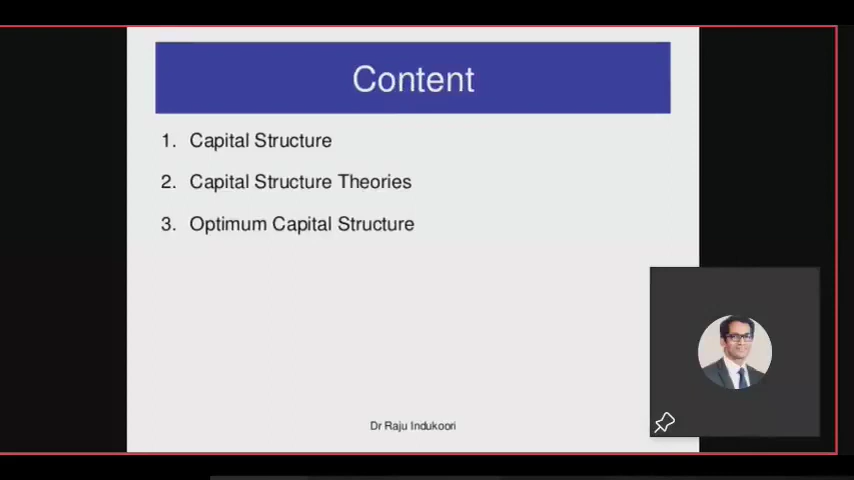 Content
1. Capital Structure
2. Capital Structure Theories
3. Optimum Capital Structure
Dr Raju Indukoori